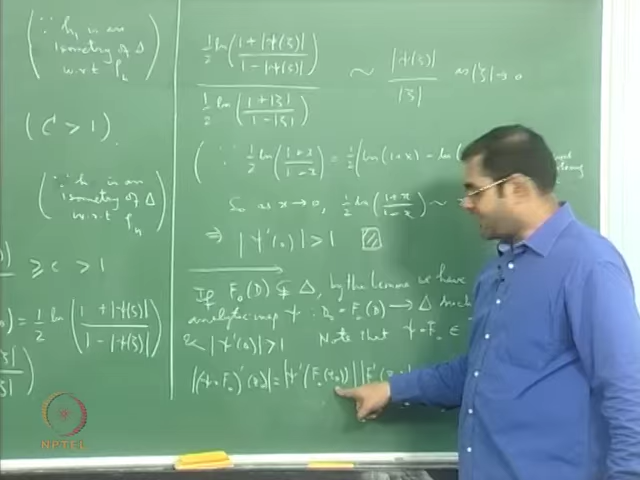 (∵ h₁ is an
isometry of Δ
w.r.t ρₕ)
(C > 1).
(∵ h is an
isometry of Δ
w.r.t ρₕ)
≥ c > 1
) = 1/2 ln (1 + |ψ(ζ)| / 1 - |ψ(ζ)|)
1/2 ln (1 + |ψ(ζ)| / 1 - |ψ(ζ)|) / 1/2 ln (1 + |ζ| / 1 - |ζ|) ~ |ψ(ζ)| / |ζ| as |ζ| → 0
(∵ 1/2 ln (1+x / 1-x) = 1/2 (ln(1+x) - ln(
So as x → 0, 1/2 ln (1+x / 1-x) ~
⇒ |ψ'(0)| > 1
If F₀(D) ⊊ Δ, by the lemma we have
analytic map ψ : D₁ = F₀(D) → Δ such
& |ψ'(0)| > 1 Note that ψ∘F₀ ∈
|(ψ∘F₀)'(z₀)| = |ψ'(F₀(z₀))| |F₀'(z₀)|
NPTEL